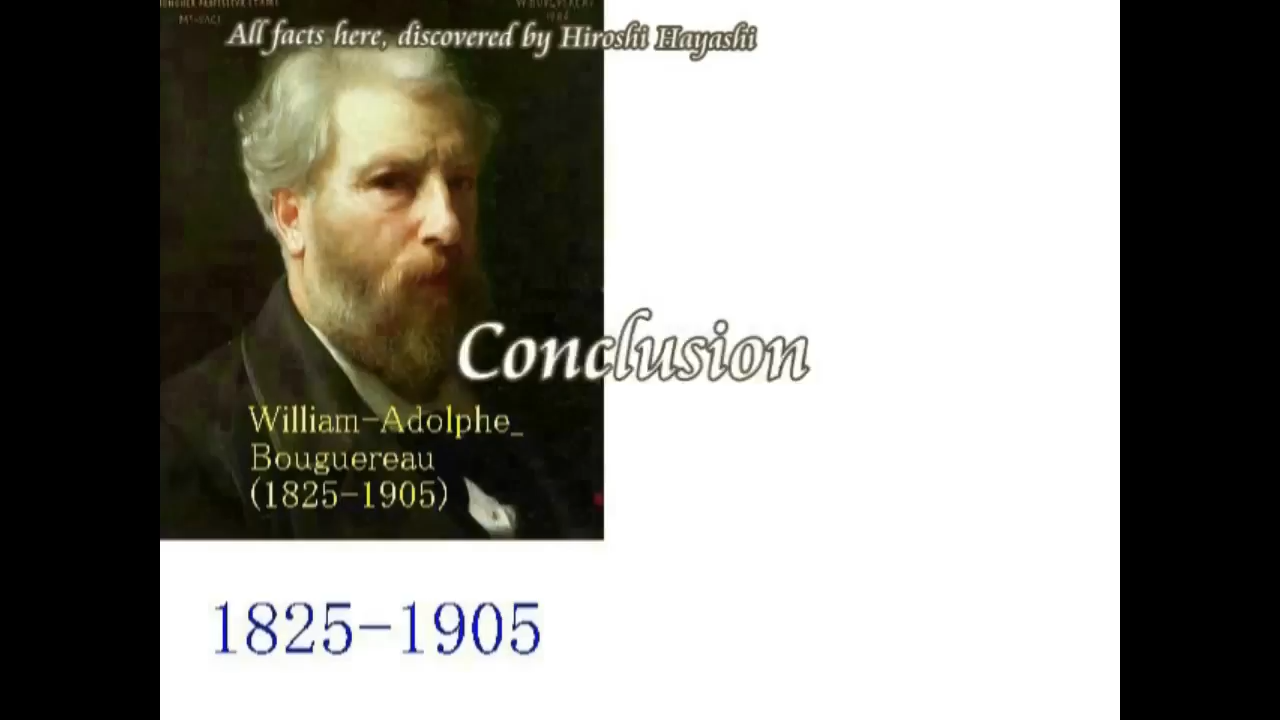 All facts here, discovered by Hiroshi Hayashi
Conclusion
William-Adolphe_
Bouguereau
(1825-1905)
1825-1905